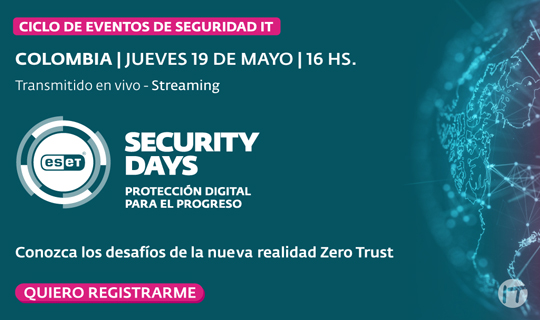 CICLO DE EVENTOS DE SEGURIDAD IT
COLOMBIA | JUEVES 19 DE MAYO | 16 HS.
Transmitido en vivo - Streaming
eseT
SECURITY
DAYS
PROTECCIÓN DIGITAL
PARA EL PROGRESO
Conozca los desafíos de la nueva realidad Zero Trust
QUIERO REGISTRARME
IT